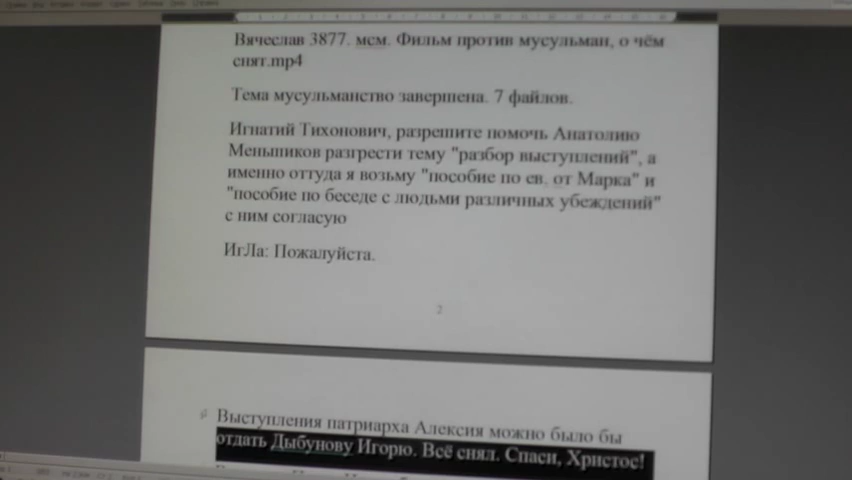 Вячеслав 3877. мсм. Фильм против мусульман, о чём
снят.mp4
Тема мусульманство завершена. 7 файлов.
Игнатий Тихонович, разрешите помочь Анатолию
Меньшиков разгрести тему "разбор выступлений", а
именно оттуда я возьму "пособие по ев. от Марка" и
"пособие по беседе с людьми различных убеждений"
с ним согласую
ИгЛа: Пожалуйста.
2
Выступления патриарха Алексия можно было бы
отдать Дыбунову Игорю. Всё снял. Спаси, Христос!